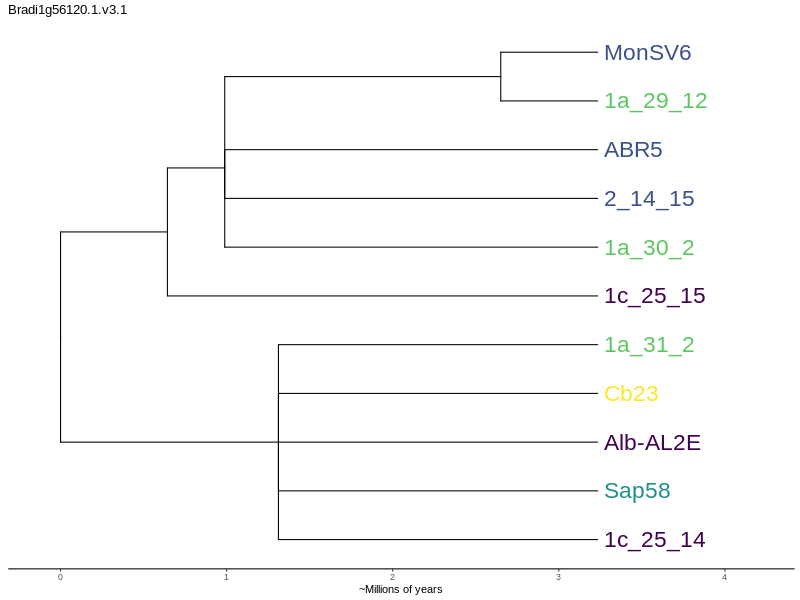 Bradi1g56120.1.v3.1
MonSV6
1a_29_12
ABR5
2_14_15
1a_30_2
1c_25_15
1a_31_2
Cb23
Alb-AL2E
Sap58
1c_25_14
0 1 2 3 4
~Millions of years